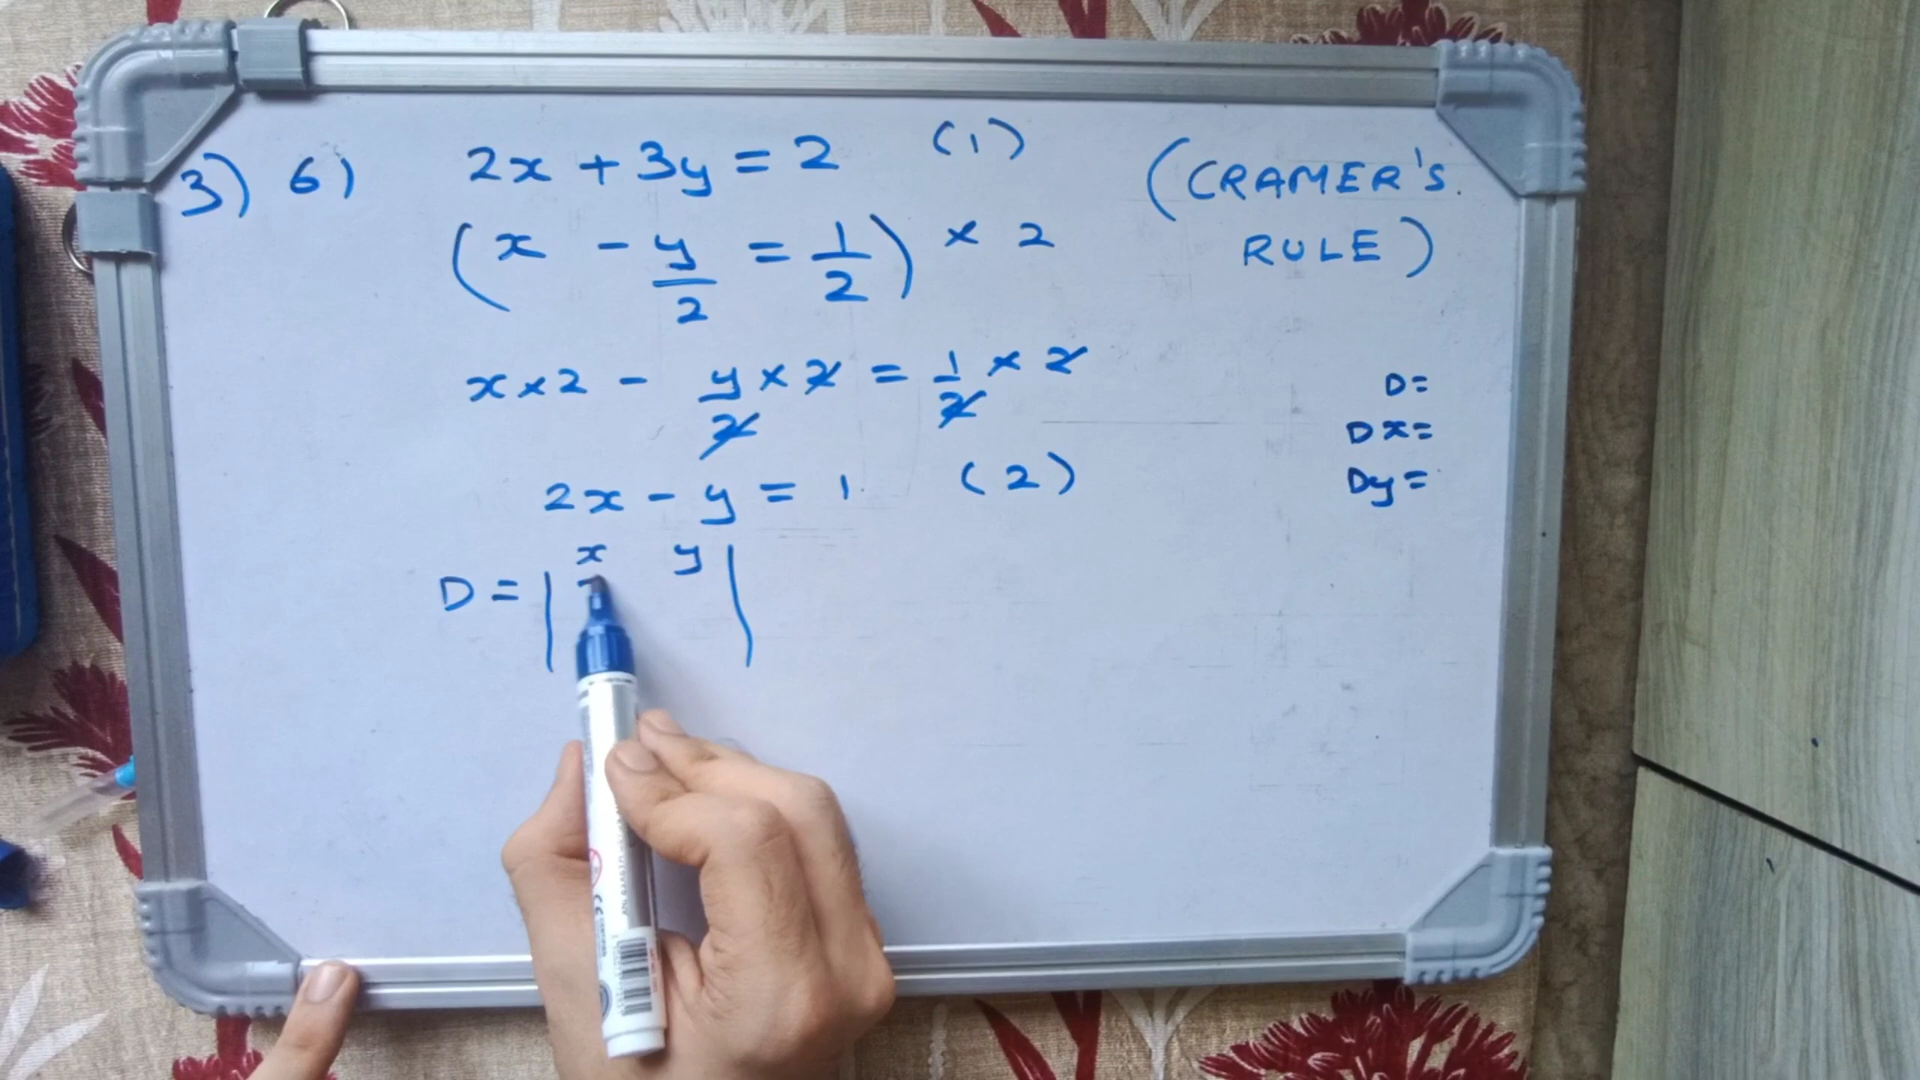 3) 6) 2x + 3y = 2 (1)
(x - y/2 = 1/2) × 2
(CRAMER'S
RULE)
x × 2 - y/2 × 2 = 1/2 × 2
2x - y = 1 (2)
D =
Dx =
Dy =
x y
D = | |